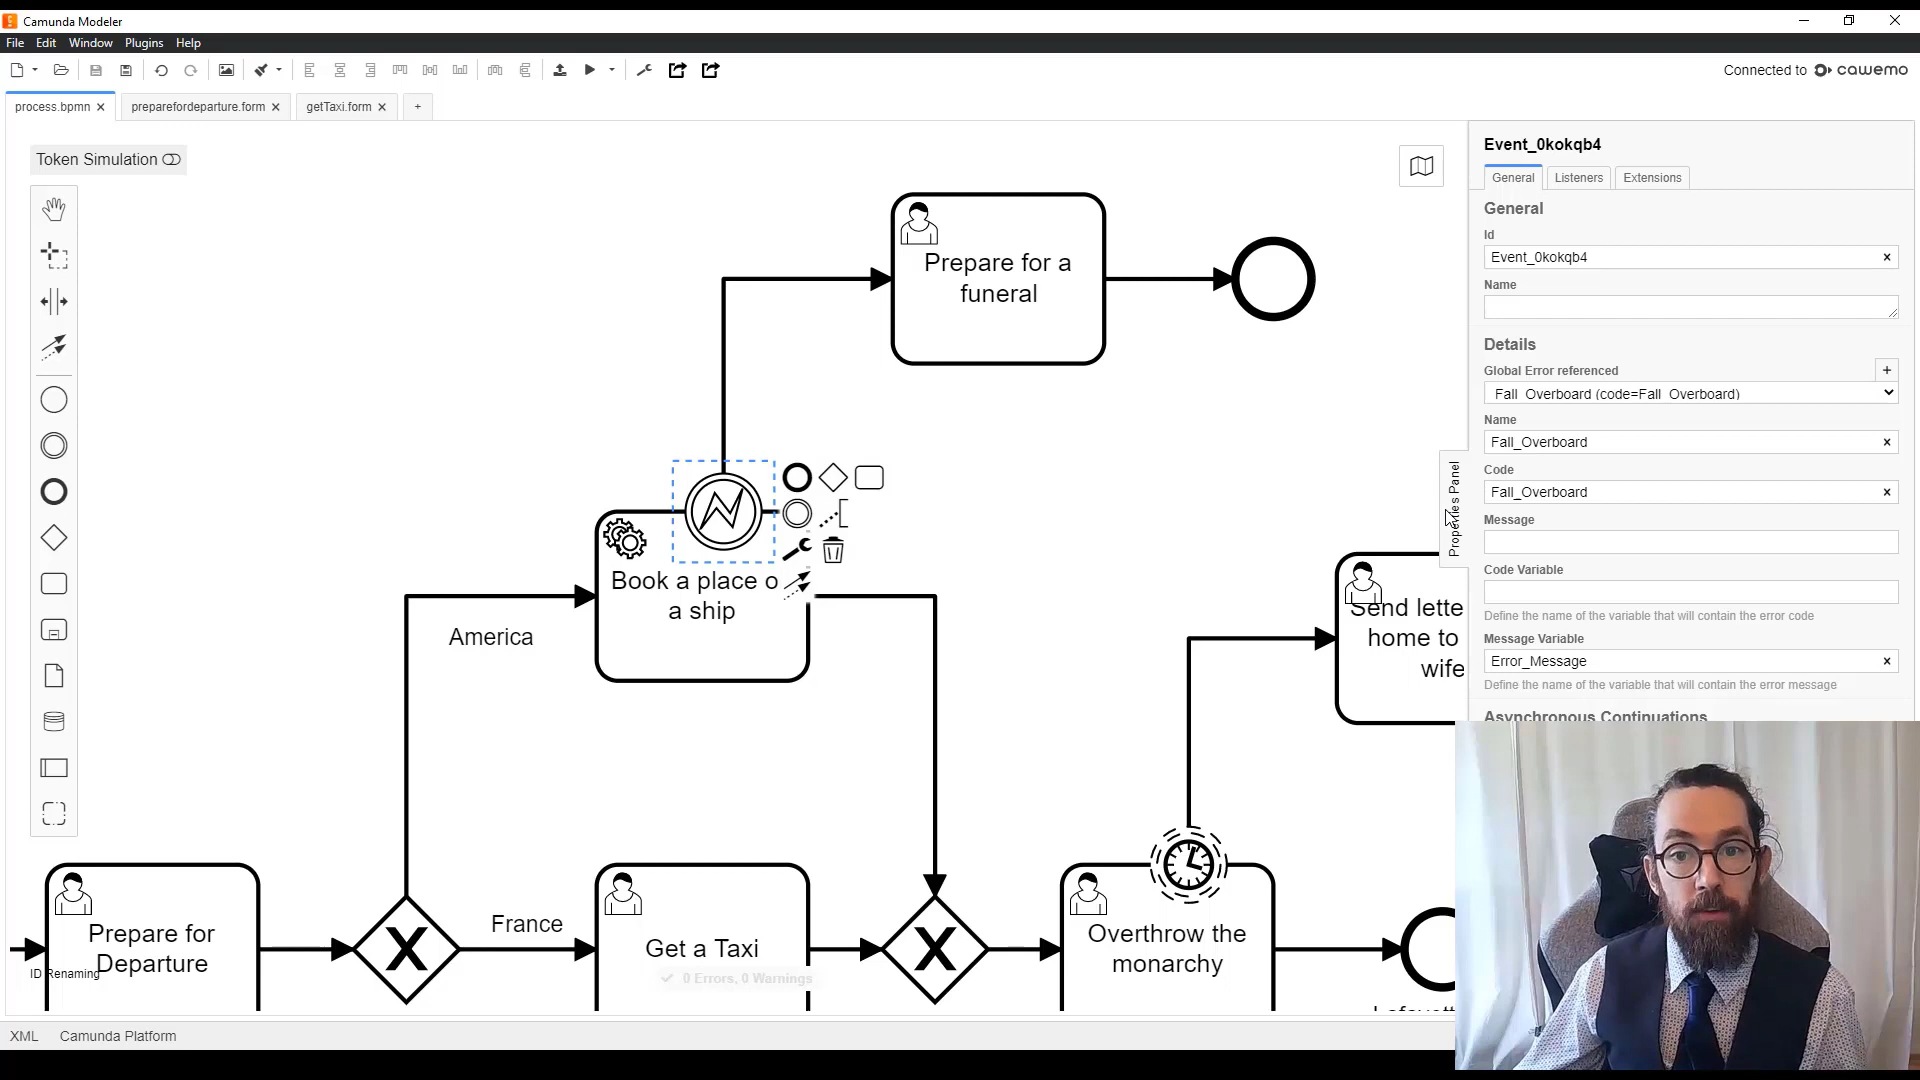 Camunda Modeler
File Edit Window Plugins Help
Connected to cawemo
process.bpmn preparefordeparture.form getTaxi.form +
Token Simulation
Prepare for a
funeral
Book a place o
a ship
America
Send lette
home to
wife
Prepare for
Departure
ID Renaming
X
France
Get a Taxi
0 Errors, 0 Warnings
X
Overthrow the
monarchy
Properties Panel
Event_0kokqb4
General Listeners Extensions
General
Id
Event_0kokqb4
Name
Details
Global Error referenced
Fall_Overboard (code=Fall_Overboard)
Name
Fall_Overboard
Code
Fall_Overboard
Message
Code Variable
Define the name of the variable that will contain the error code
Message Variable
Error_Message
Define the name of the variable that will contain the error message
Asynchronous Continuations
XML Camunda Platform